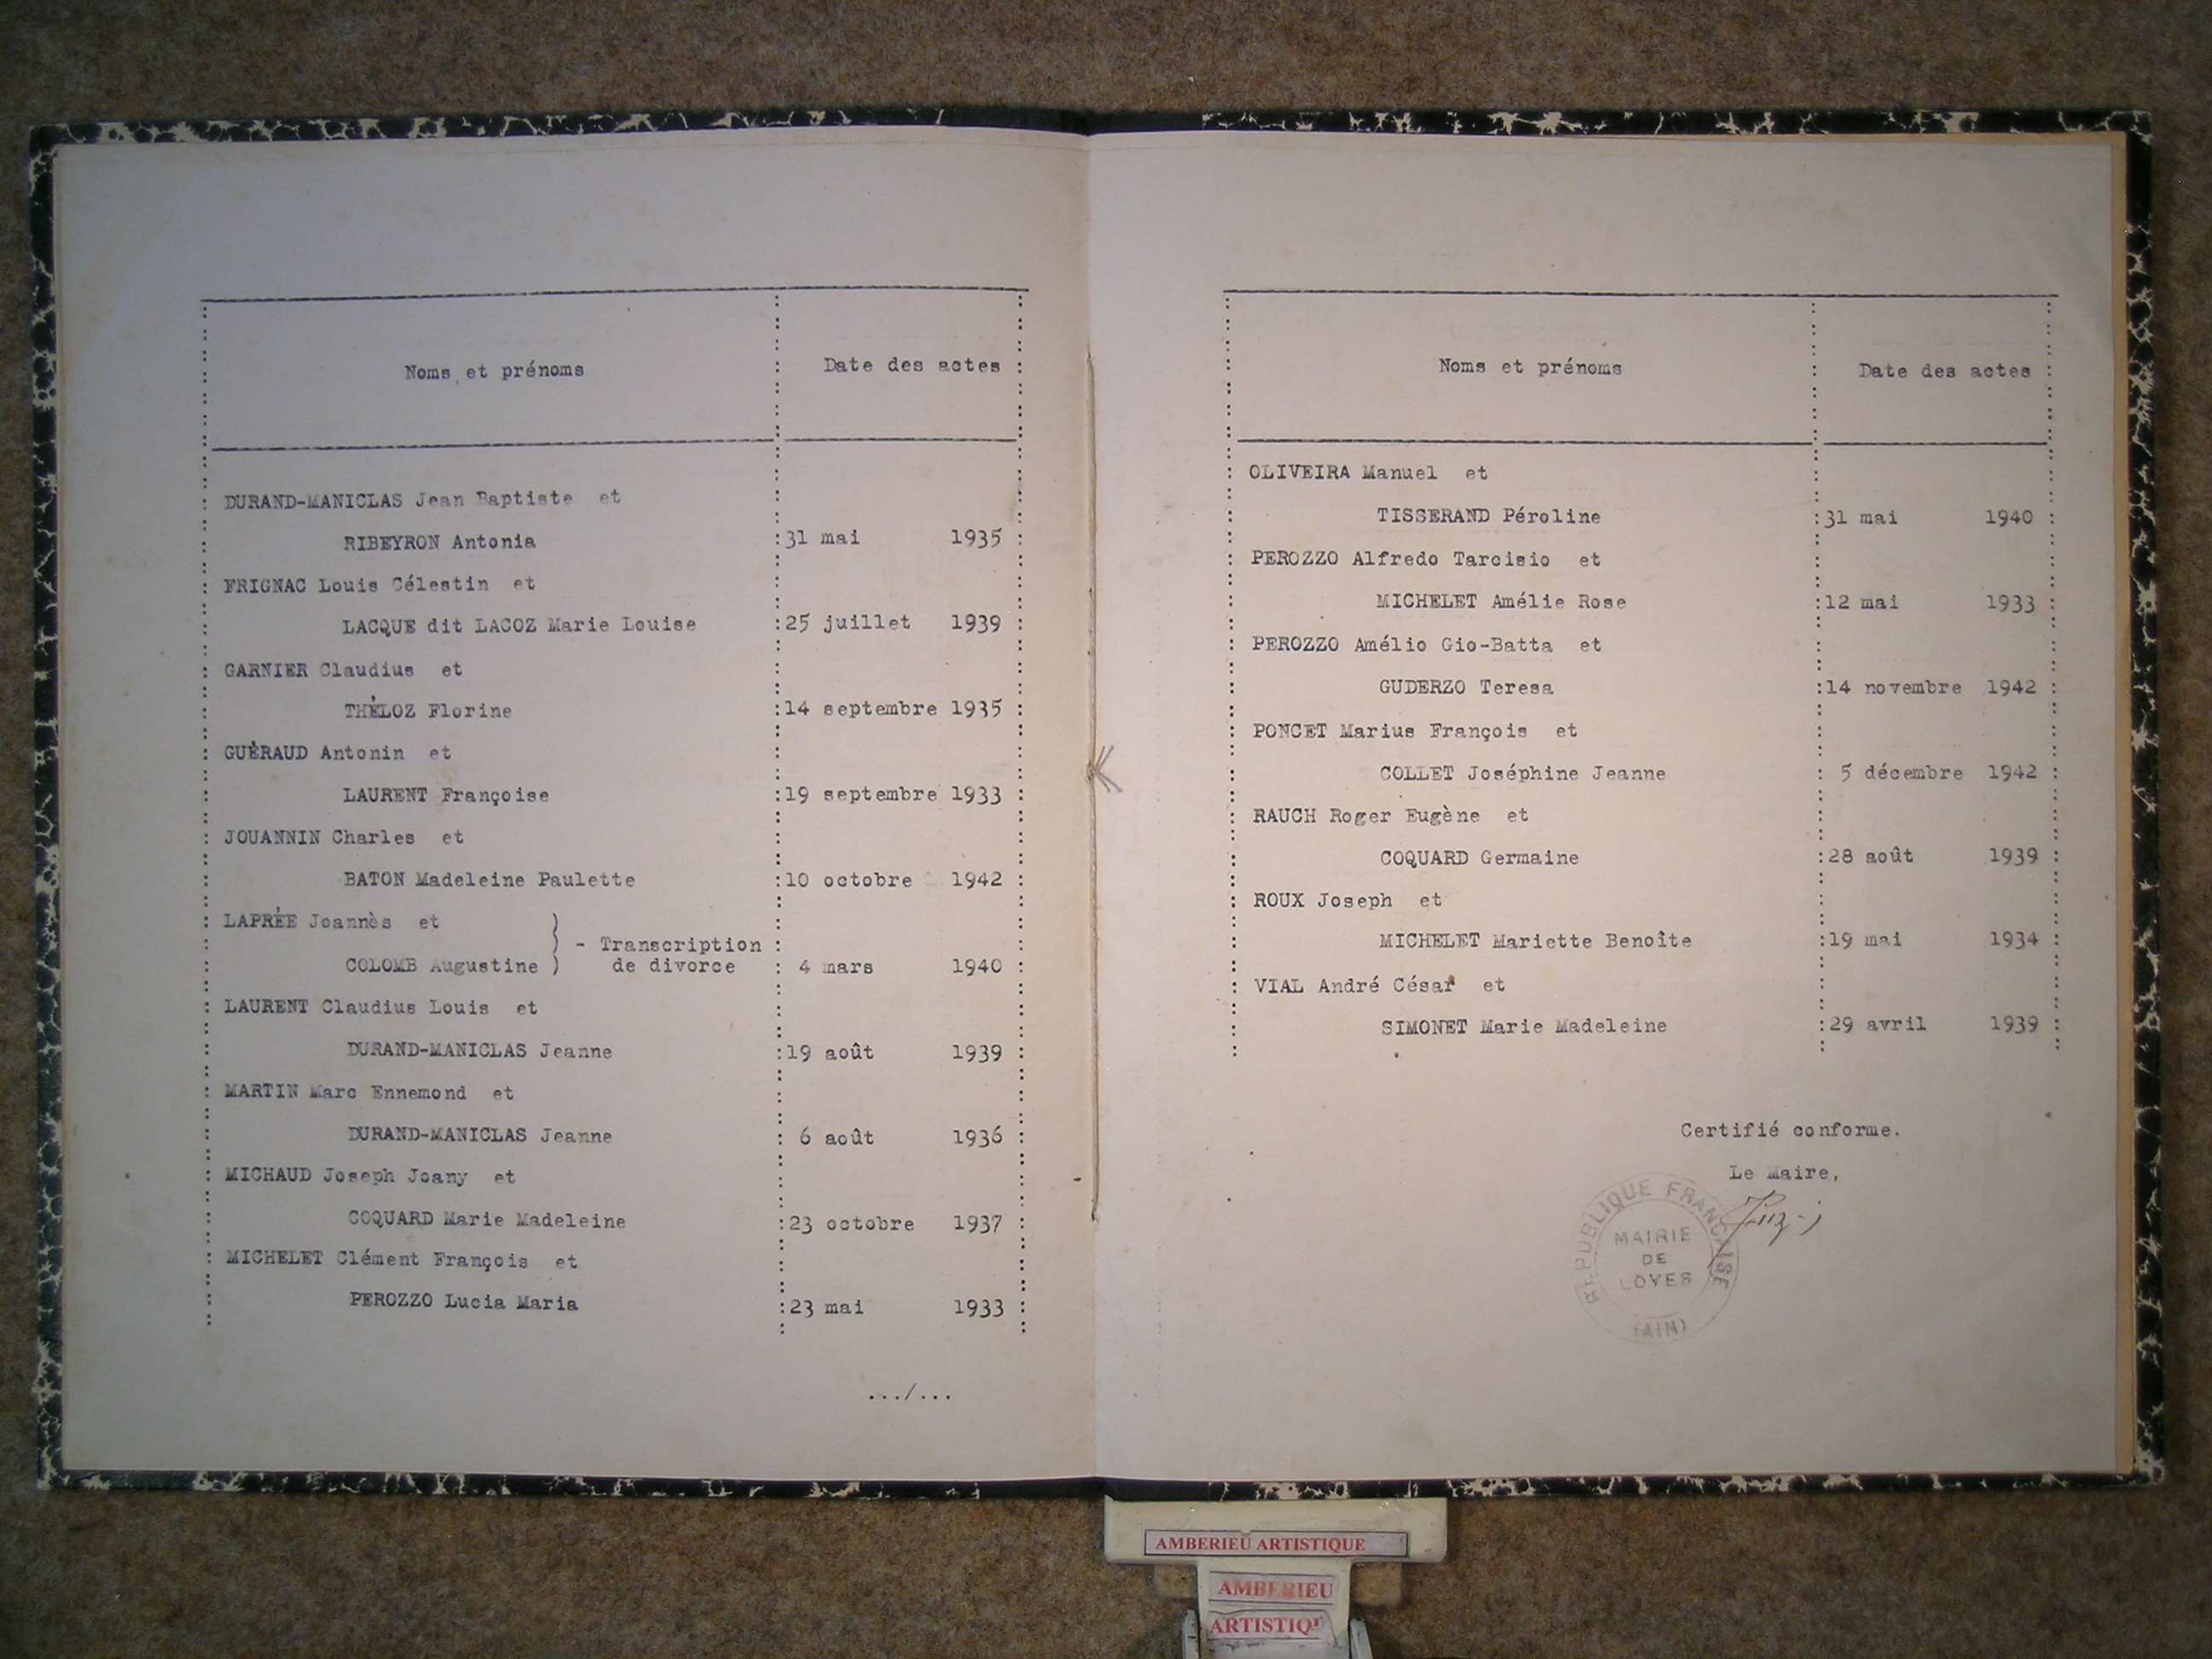 Noms et prénoms : Date des actes
DURAND-MANICLAS Jean Baptiste et
RIBEYRON Antonia :31 mai 1935
FRIGNAC Louis Célestin et
LACQUE dit LACOZ Marie Louise :25 juillet 1939
GARNIER Claudius et
THÉLOZ Florine :14 septembre 1935
GUÉRAUD Antonin et
LAURENT Françoise :19 septembre 1933
JOUANNIN Charles et
BATON Madeleine Paulette :10 octobre 1942
LAPRÉE Joannès et )
- Transcription
COLOMB Augustine ) de divorce : 4 mars 1940
LAURENT Claudius Louis et
DURAND-MANICLAS Jeanne :19 août 1939
MARTIN Marc Ennemond et
DURAND-MANICLAS Jeanne : 6 août 1936
MICHAUD Joseph Joany et
COQUARD Marie Madeleine :23 octobre 1937
MICHELET Clément François et
PEROZZO Lucia Maria :23 mai 1933
.../...
Noms et prénoms : Date des actes
OLIVEIRA Manuel et
TISSERAND Péroline :31 mai 1940
PEROZZO Alfredo Tarcisio et
MICHELET Amélie Rose :12 mai 1933
PEROZZO Amélio Gio-Batta et
GUDERZO Teresa :14 novembre 1942
PONCET Marius François et
COLLET Joséphine Jeanne : 5 décembre 1942
RAUCH Roger Eugène et
COQUARD Germaine :28 août 1939
ROUX Joseph et
MICHELET Mariette Benoîte :19 mai 1934
VIAL André César et
SIMONET Marie Madeleine :29 avril 1939
Certifié conforme.
Le Maire,
RÉPUBLIQUE FRANÇAISE
MAIRIE
DE
LOYES
(AIN)
AMBERIEU ARTISTIQUE
AMBERIEU
ARTISTIQU